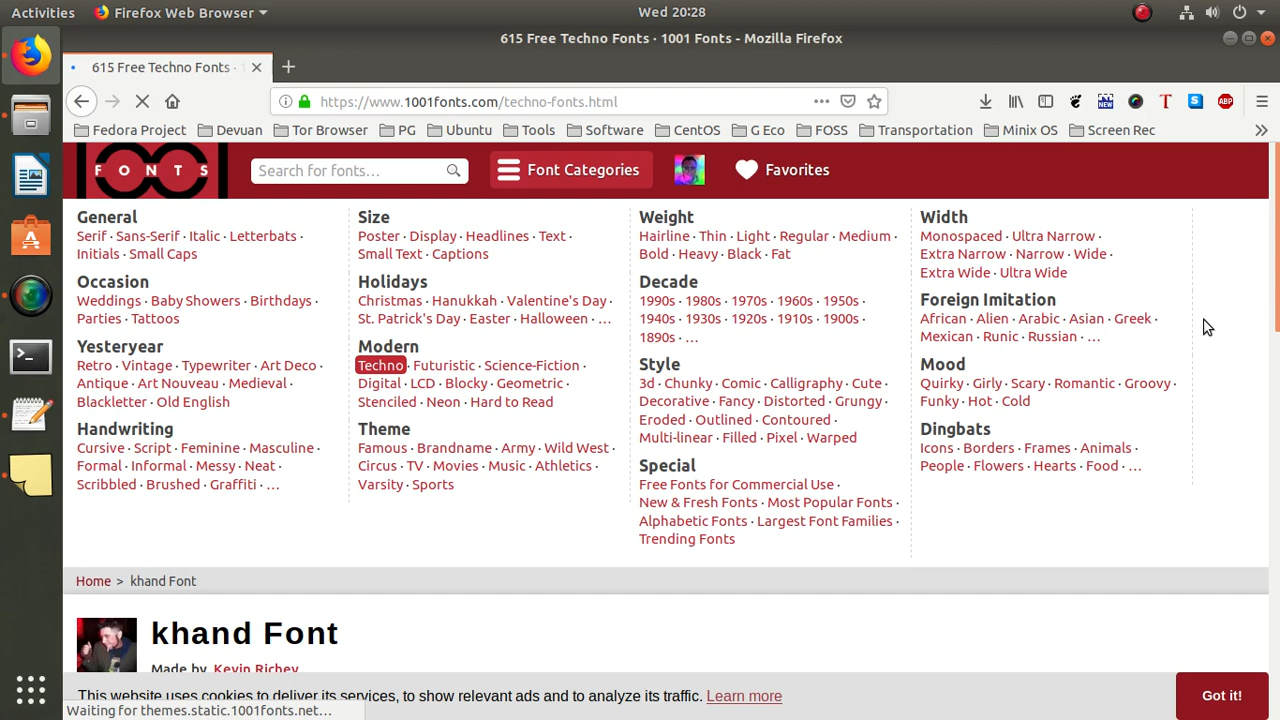 Activities Firefox Web Browser Wed 20:28
615 Free Techno Fonts · 1001 Fonts - Mozilla Firefox
615 Free Techno Fonts ·
https://www.1001fonts.com/techno-fonts.html
Fedora Project Devuan Tor Browser PG Ubuntu Tools Software CentOS G Eco FOSS Transportation Minix OS Screen Rec
FONTS Search for fonts… Font Categories Favorites
General
Serif · Sans-Serif · Italic · Letterbats ·
Initials · Small Caps
Occasion
Weddings · Baby Showers · Birthdays ·
Parties · Tattoos
Yesteryear
Retro · Vintage · Typewriter · Art Deco ·
Antique · Art Nouveau · Medieval ·
Blackletter · Old English
Handwriting
Cursive · Script · Feminine · Masculine ·
Formal · Informal · Messy · Neat ·
Scribbled · Brushed · Graffiti · …
Size
Poster · Display · Headlines · Text ·
Small Text · Captions
Holidays
Christmas · Hanukkah · Valentine's Day ·
St. Patrick's Day · Easter · Halloween · …
Modern
Techno · Futuristic · Science-Fiction ·
Digital · LCD · Blocky · Geometric ·
Stenciled · Neon · Hard to Read
Theme
Famous · Brandname · Army · Wild West ·
Circus · TV · Movies · Music · Athletics ·
Varsity · Sports
Weight
Hairline · Thin · Light · Regular · Medium ·
Bold · Heavy · Black · Fat
Decade
1990s · 1980s · 1970s · 1960s · 1950s ·
1940s · 1930s · 1920s · 1910s · 1900s ·
1890s · …
Style
3d · Chunky · Comic · Calligraphy · Cute ·
Decorative · Fancy · Distorted · Grungy ·
Eroded · Outlined · Contoured ·
Multi-linear · Filled · Pixel · Warped
Special
Free Fonts for Commercial Use ·
New & Fresh Fonts · Most Popular Fonts ·
Alphabetic Fonts · Largest Font Families ·
Trending Fonts
Width
Monospaced · Ultra Narrow ·
Extra Narrow · Narrow · Wide ·
Extra Wide · Ultra Wide
Foreign Imitation
African · Alien · Arabic · Asian · Greek ·
Mexican · Runic · Russian · …
Mood
Quirky · Girly · Scary · Romantic · Groovy ·
Funky · Hot · Cold
Dingbats
Icons · Borders · Frames · Animals ·
People · Flowers · Hearts · Food · …
Home > khand Font
khand Font
Made by Kevin Richey
This website uses cookies to deliver its services, to show relevant ads and to analyze its traffic. Learn more
Got it!
Waiting for themes.static.1001fonts.net…